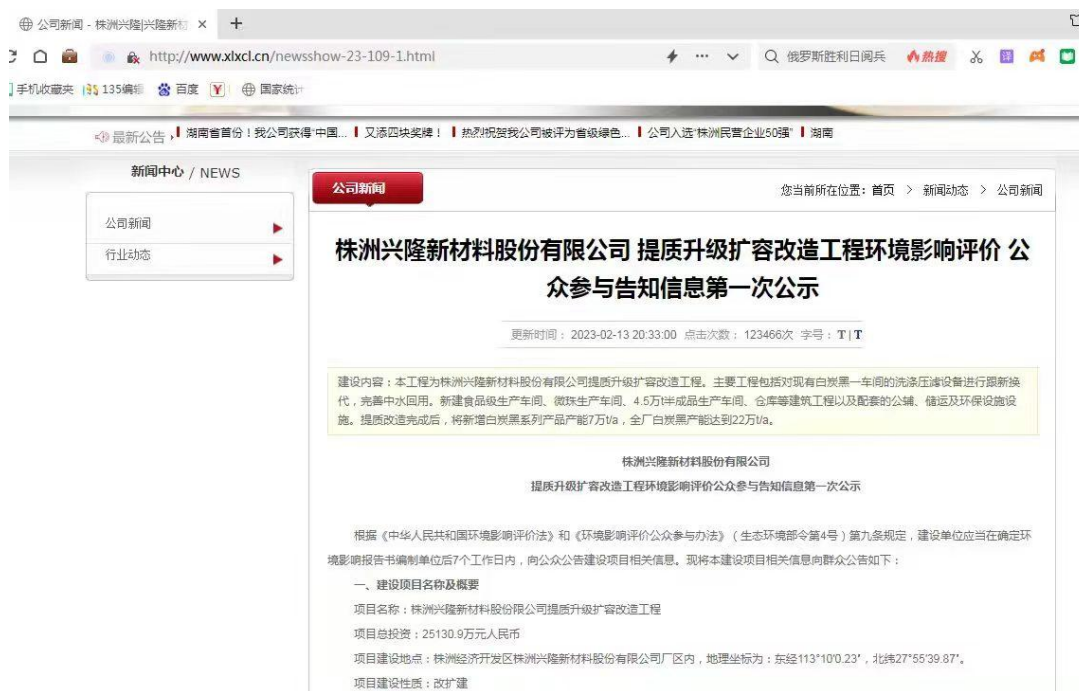 公司新闻 - 株洲兴隆|兴隆新材
http://www.xlxcl.cn/newsshow-23-109-1.html
俄罗斯胜利日阅兵
热搜
译
手机收藏夹 135编辑 百度 ¥ 国家统计
最新公告
湖南省首份！我公司获得“中国... 又添四块奖牌！ 热烈祝贺我公司被评为省级绿色... 公司入选“株洲民营企业50强” 湖南
新闻中心 / NEWS
公司新闻
行业动态
公司新闻
您当前所在位置：首页 > 新闻动态 > 公司新闻
株洲兴隆新材料股份有限公司 提质升级扩容改造工程环境影响评价 公
众参与告知信息第一次公示
更新时间：2023-02-13 20:33:00 点击次数：123466次 字号：T|T
建设内容：本工程为株洲兴隆新材料股份有限公司提质升级扩容改造工程。主要工程包括对现有白炭黑一车间的洗涤压滤设备进行跟新换
代，完善中水回用。新建食品级生产车间、微珠生产车间、4.5万t半成品生产车间、仓库等建筑工程以及配套的公辅、储运及环保设施设
施。提质改造完成后，将新增白炭黑系列产品产能7万t/a，全厂白炭黑产能达到22万t/a。
株洲兴隆新材料股份有限公司
提质升级扩容改造工程环境影响评价公众参与告知信息第一次公示
根据《中华人民共和国环境影响评价法》和《环境影响评价公众参与办法》（生态环境部令第4号）第九条规定，建设单位应当在确定环
境影响报告书编制单位后7个工作日内，向公众公告建设项目相关信息。现将本建设项目相关信息向群众公告如下：
一、建设项目名称及概要
项目名称：株洲兴隆新材料股份限公司提质升级扩容改造工程
项目总投资：25130.9万元人民币
项目建设地点：株洲经济开发区株洲兴隆新材料股份有限公司厂区内，地理坐标为：东经113°10'0.23"，北纬27°55'39.87"。
项目建设性质：改扩建